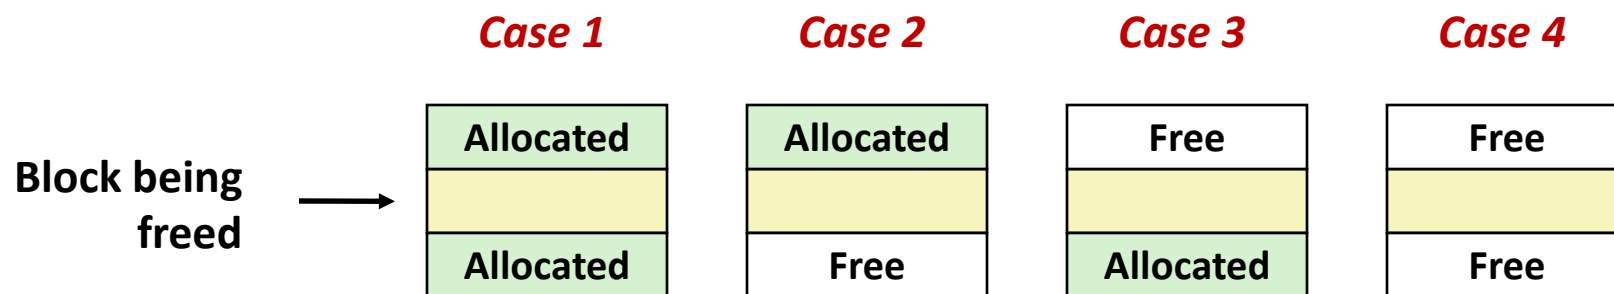 Case 1 Case 2 Case 3 Case 4
Allocated Allocated Free Free
Block being
freed
Allocated Free Allocated Free